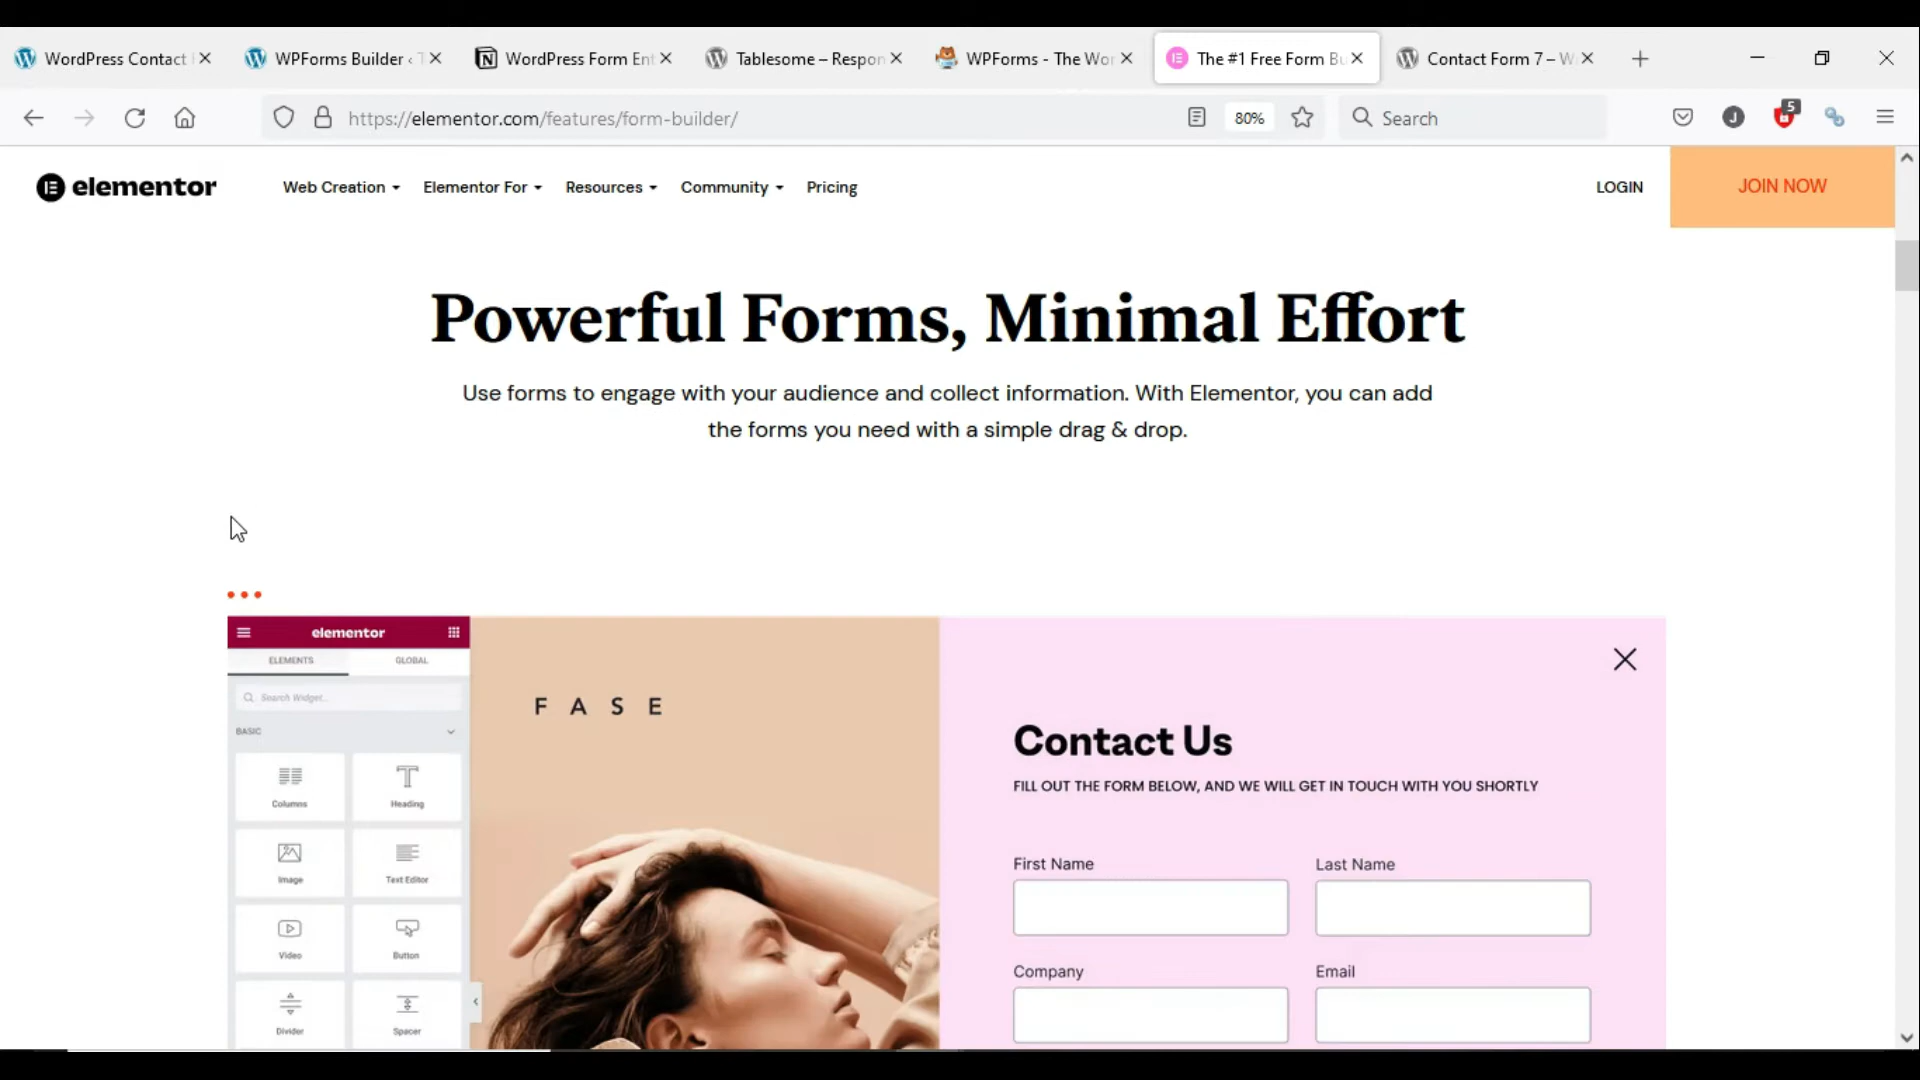 WordPress Contact
WPForms Builder ‹
WordPress Form Ent
Tablesome – Respon
WPForms - The Wor
The #1 Free Form Bu
Contact Form 7 – W
https://elementor.com/features/form-builder/
80%
Search
J
5
elementor
Web Creation
Elementor For
Resources
Community
Pricing
LOGIN
JOIN NOW
Powerful Forms, Minimal Effort
Use forms to engage with your audience and collect information. With Elementor, you can add
the forms you need with a simple drag & drop.
elementor
ELEMENTS
GLOBAL
Search Widget...
BASIC
Columns
Heading
Image
Text Editor
Video
Button
Divider
Spacer
FASE
Contact Us
FILL OUT THE FORM BELOW, AND WE WILL GET IN TOUCH WITH YOU SHORTLY
First Name
Last Name
Company
Email